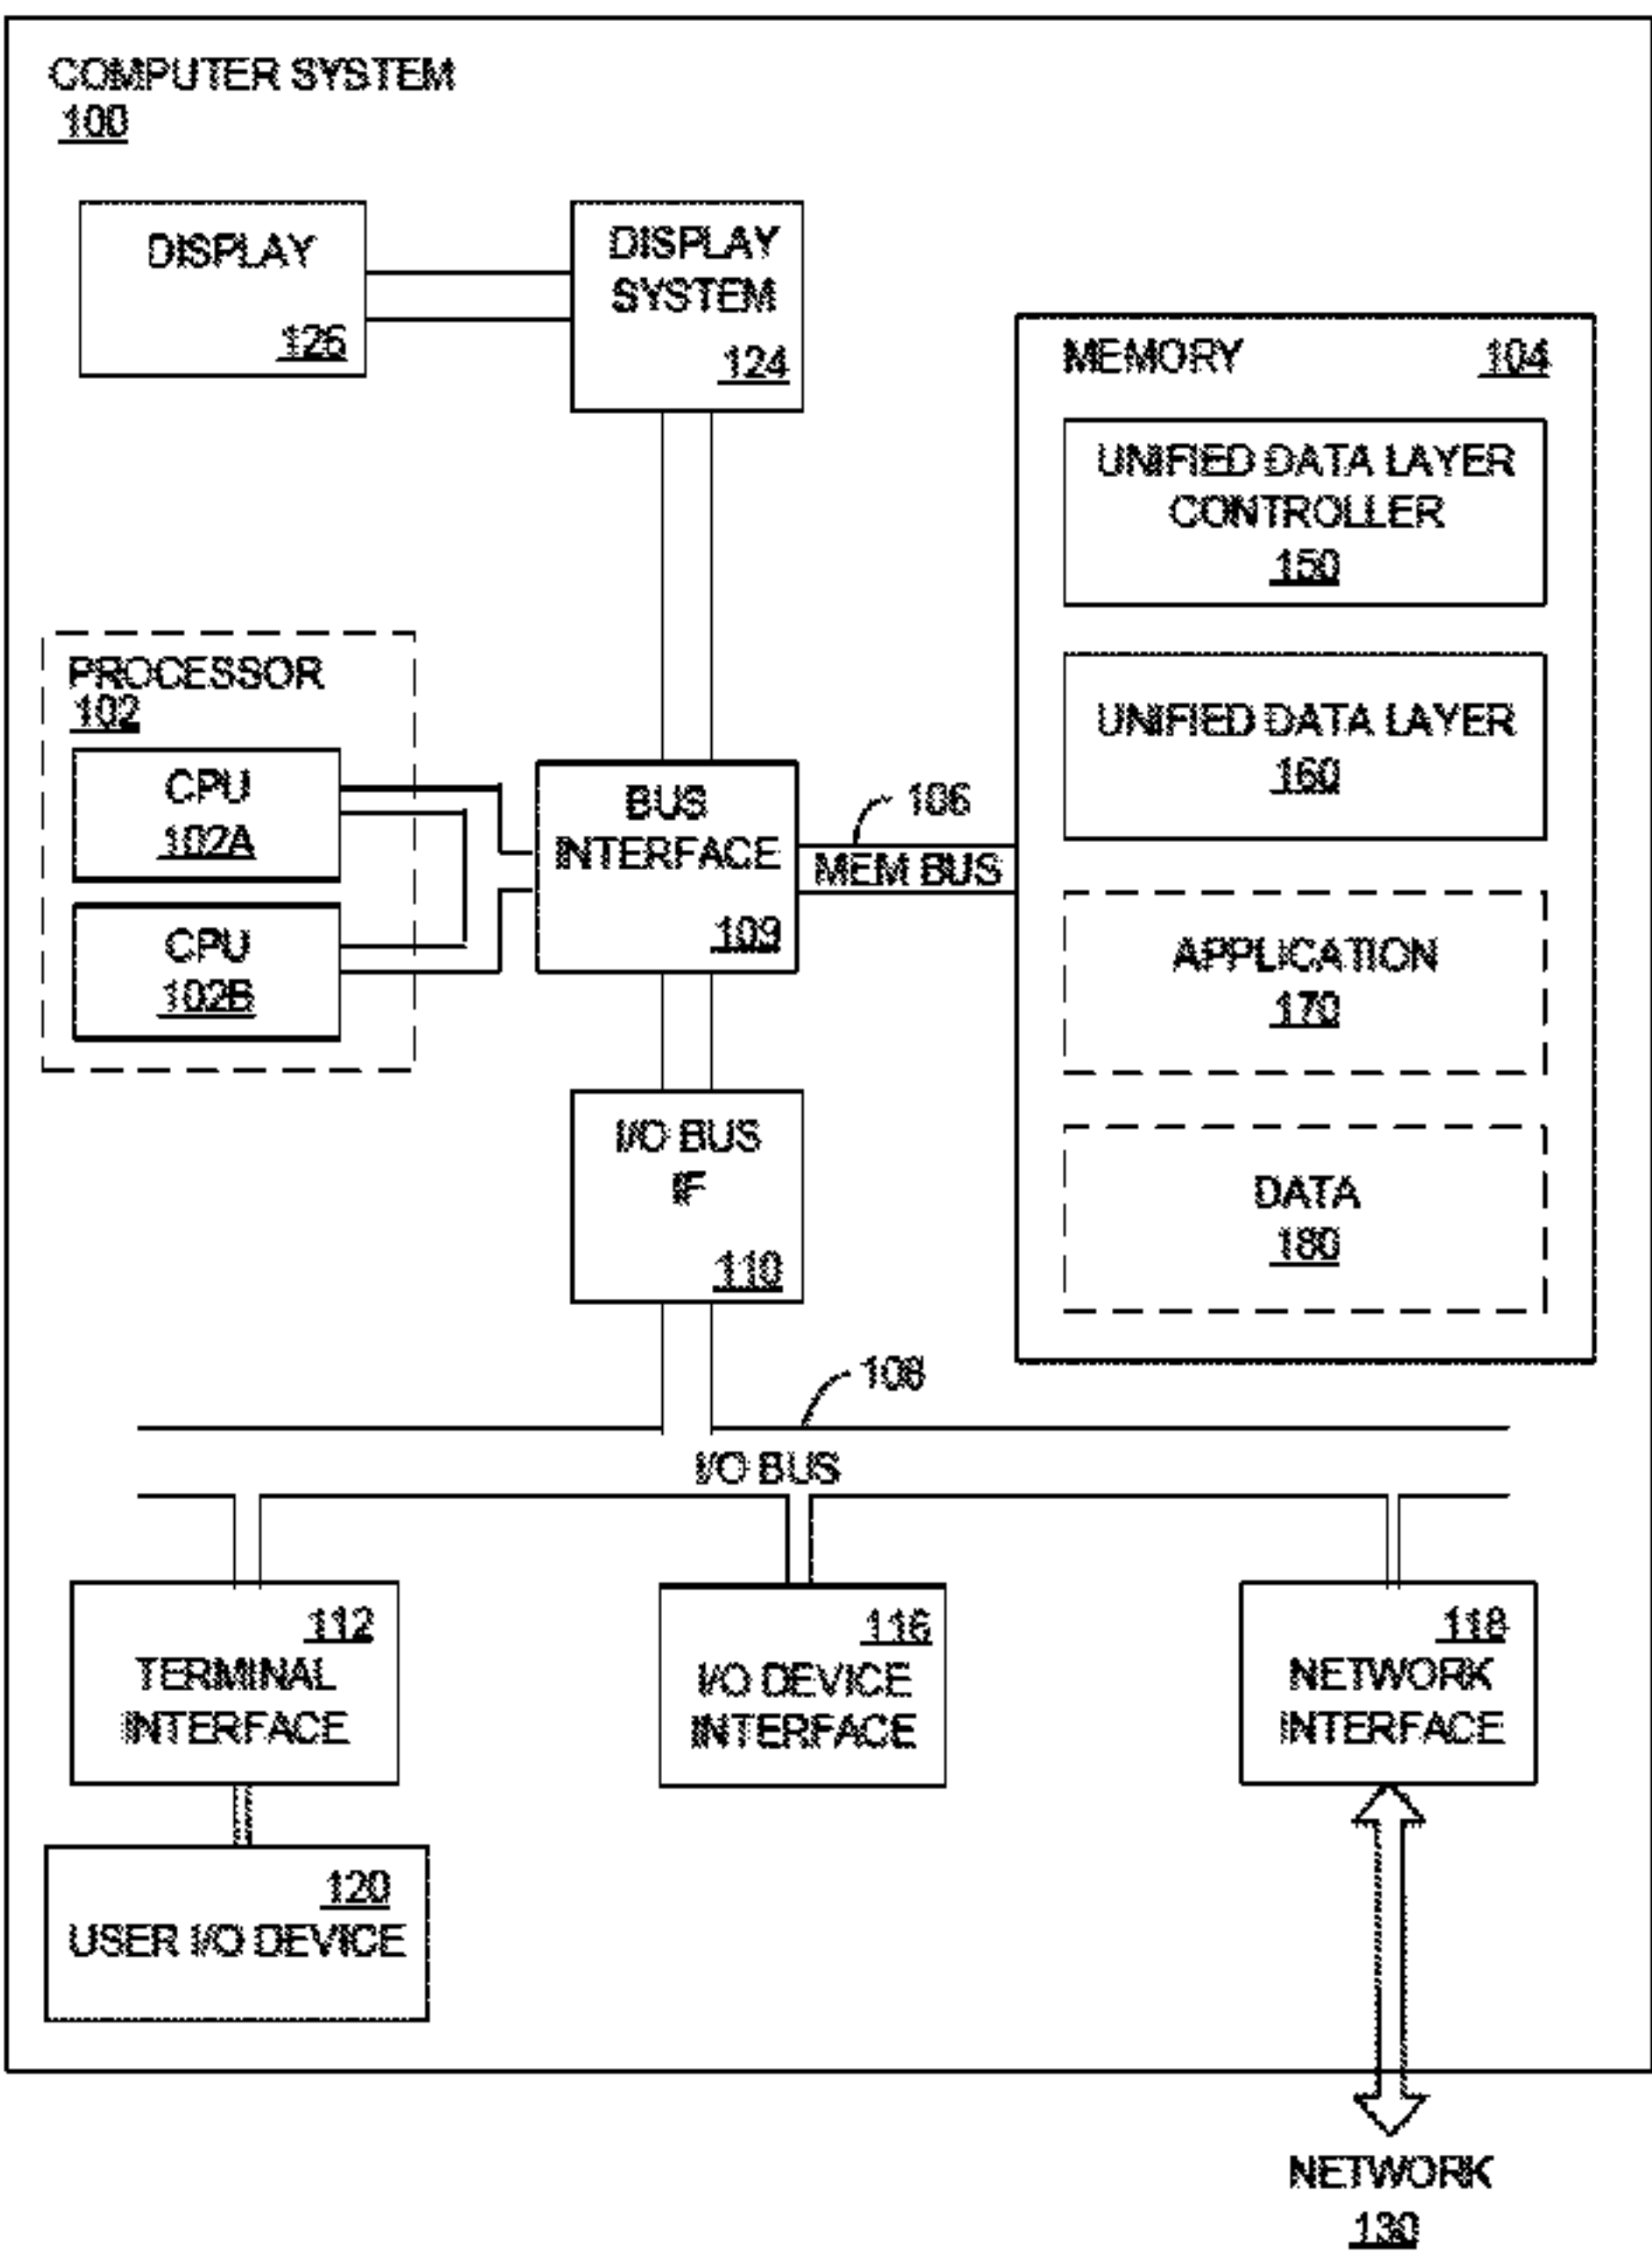 COMPUTER SYSTEM
100
DISPLAY
126
DISPLAY
SYSTEM
124
MEMORY 104
UNIFIED DATA LAYER
CONTROLLER
150
UNIFIED DATA LAYER
160
APPLICATION
170
DATA
180
PROCESSOR
102
CPU
102A
CPU
102B
BUS
INTERFACE
109
106
MEM BUS
I/O BUS
IF
110
108
I/O BUS
112
TERMINAL
INTERFACE
116
I/O DEVICE
INTERFACE
118
NETWORK
INTERFACE
120
USER I/O DEVICE
NETWORK
130